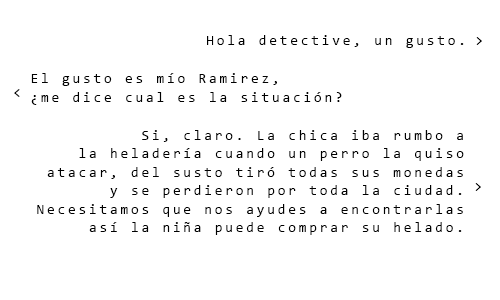 Hola detective, un gusto. >
El gusto es mío Ramirez,
< ¿me dice cual es la situación?
Si, claro. La chica iba rumbo a
la heladería cuando un perro la quiso
atacar, del susto tiró todas sus monedas
y se perdieron por toda la ciudad. >
Necesitamos que nos ayudes a encontrarlas
así la niña puede comprar su helado.